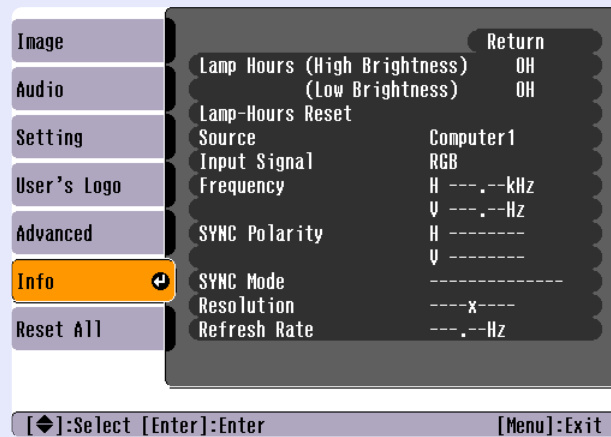 Image
Audio
Setting
User's Logo
Advanced
Info
Reset All
Return
Lamp Hours (High Brightness) 0H
(Low Brightness) 0H
Lamp-Hours Reset
Source Computer1
Input Signal RGB
Frequency H ---.--kHz
V ---.--Hz
SYNC Polarity H --------
V --------
SYNC Mode --------------
Resolution ----x----
Refresh Rate ---.--Hz
[◆]:Select [Enter]:Enter [Menu]:Exit